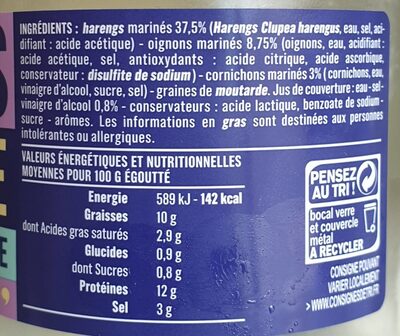 INGRÉDIENTS : harengs marinés 37,5% (Harengs Clupea harengus, eau, sel, aci-
difiant : acide acétique) - oignons marinés 8,75% (oignons, eau, acidifiant :
acide acétique, sel, antioxydants : acide citrique, acide ascorbique,
conservateur : disulfite de sodium) - cornichons marinés 3% ( cornichons, eau,
vinaigre d'alcool, sucre, sel) - graines de moutarde. Jus de couverture : eau - sel -
vinaigre d'alcool 0,8% - conservateurs : acide lactique, benzoate de sodium -
sucre - arômes. Les informations en gras sont destinées aux personnes
intolérantes ou allergiques.
VALEURS ÉNERGÉTIQUES ET NUTRITIONNELLES
MOYENNES POUR 100 G ÉGOUTTÉ
Energie 589 kJ - 142 kcal
Graisses 10 g
dont Acides gras saturés 2,9 g
Glucides 0,9 g
dont Sucres 0,8 g
Protéines 12 g
Sel 3 g
PENSEZ
AU TRI !
bocal verre
et couvercle
métal
A RECYCLER
CONSIGNE POUVANT
VARIER LOCALEMENT
> WWW.CONSIGNESDETRI.FR